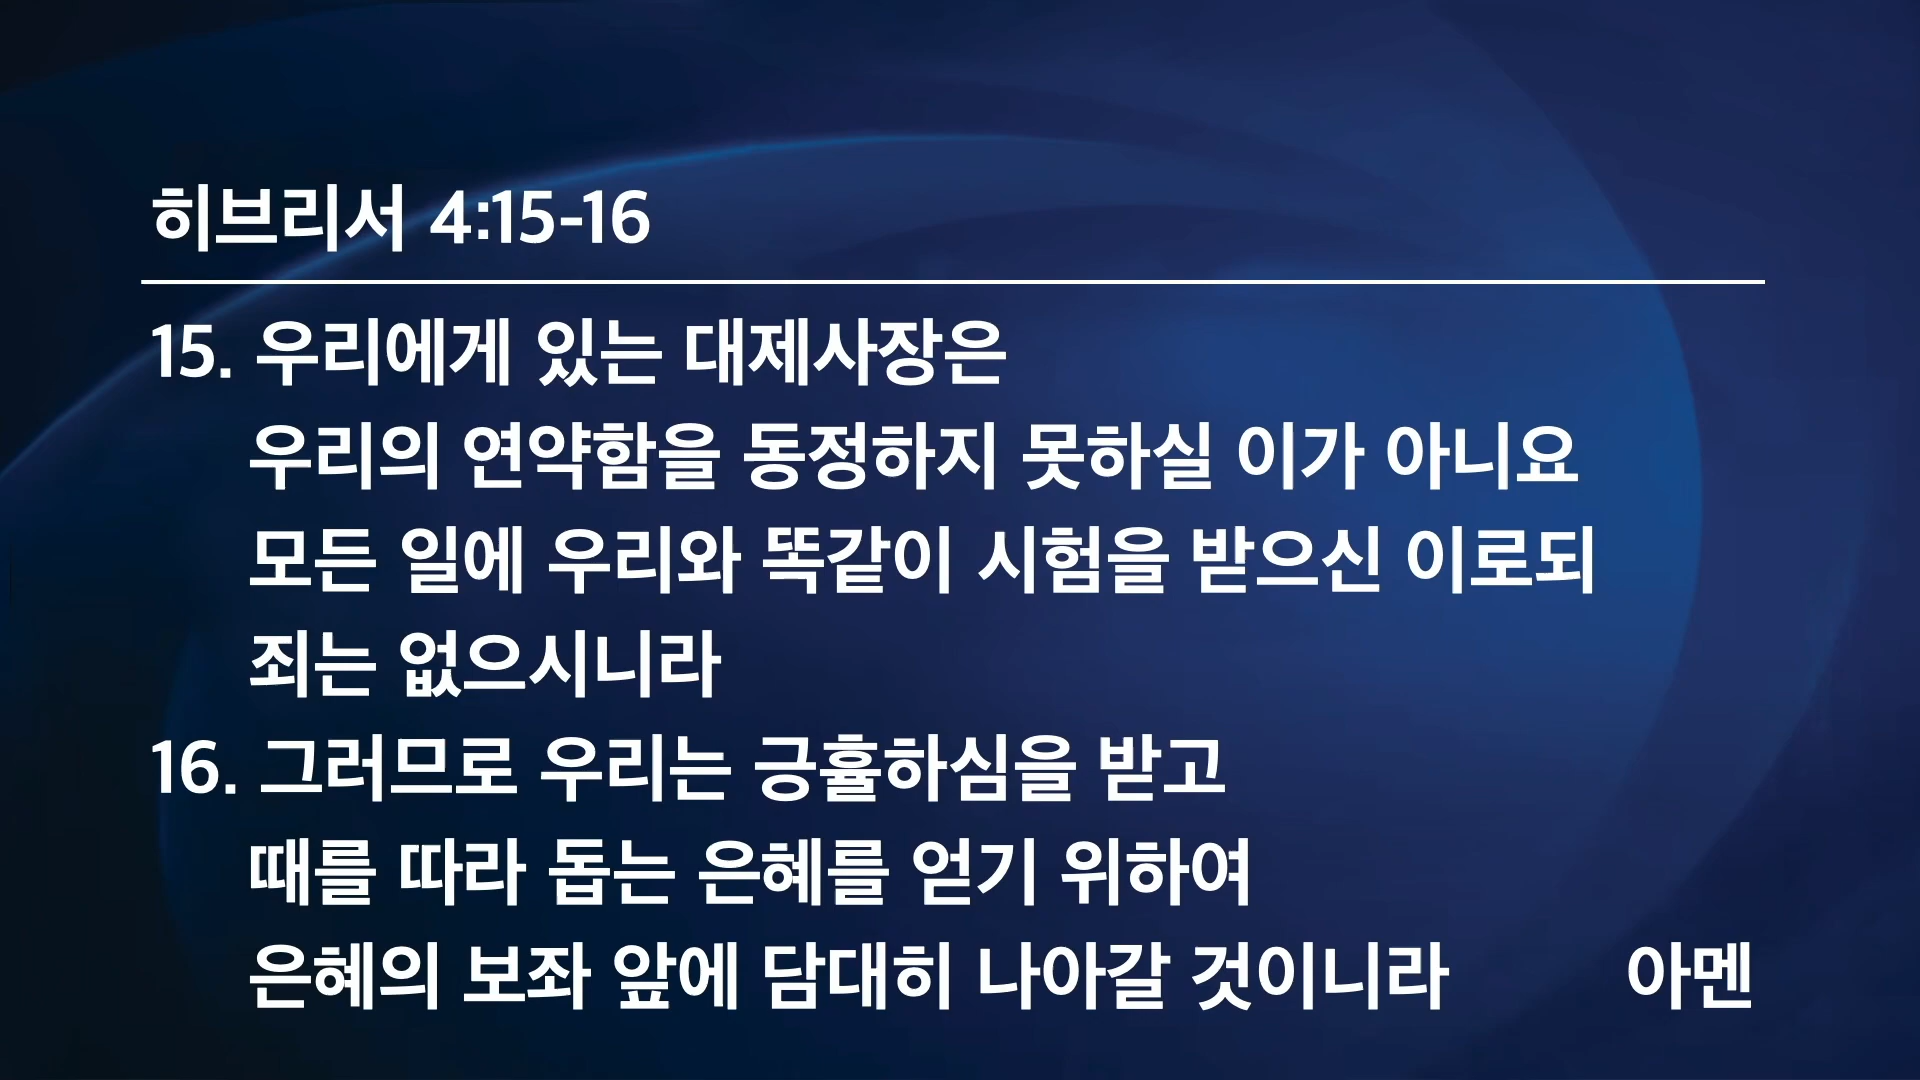 히브리서 4:15-16
15. 우리에게 있는 대제사장은
우리의 연약함을 동정하지 못하실 이가 아니요
모든 일에 우리와 똑같이 시험을 받으신 이로되
죄는 없으시니라
16. 그러므로 우리는 긍휼하심을 받고
때를 따라 돕는 은혜를 얻기 위하여
은혜의 보좌 앞에 담대히 나아갈 것이니라 아멘